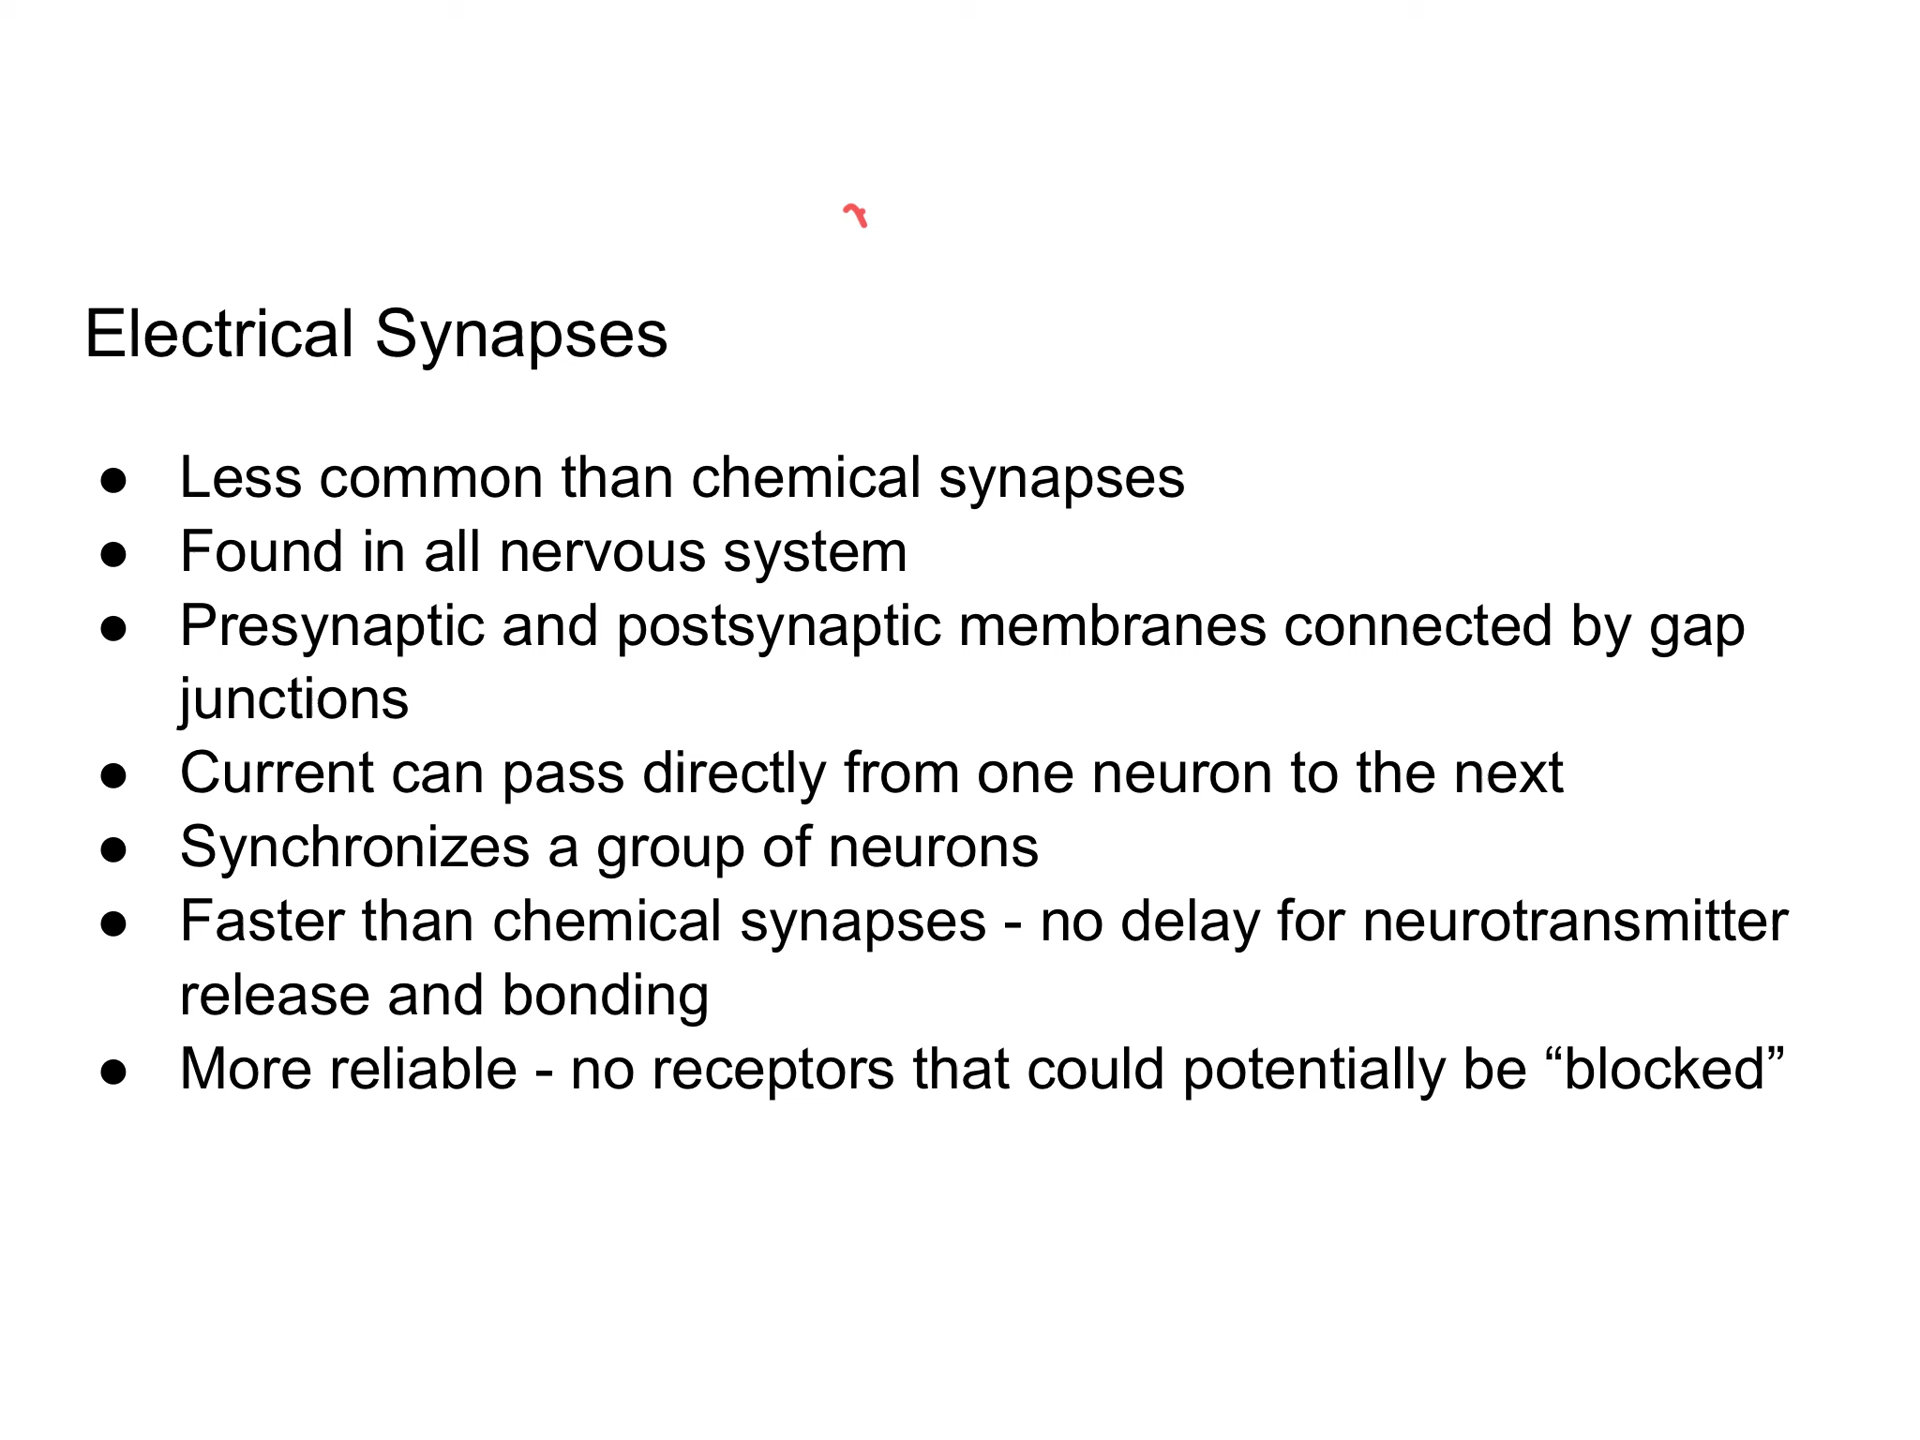 Electrical Synapses
● Less common than chemical synapses
● Found in all nervous system
● Presynaptic and postsynaptic membranes connected by gap
junctions
● Current can pass directly from one neuron to the next
● Synchronizes a group of neurons
● Faster than chemical synapses - no delay for neurotransmitter
release and bonding
● More reliable - no receptors that could potentially be “blocked”